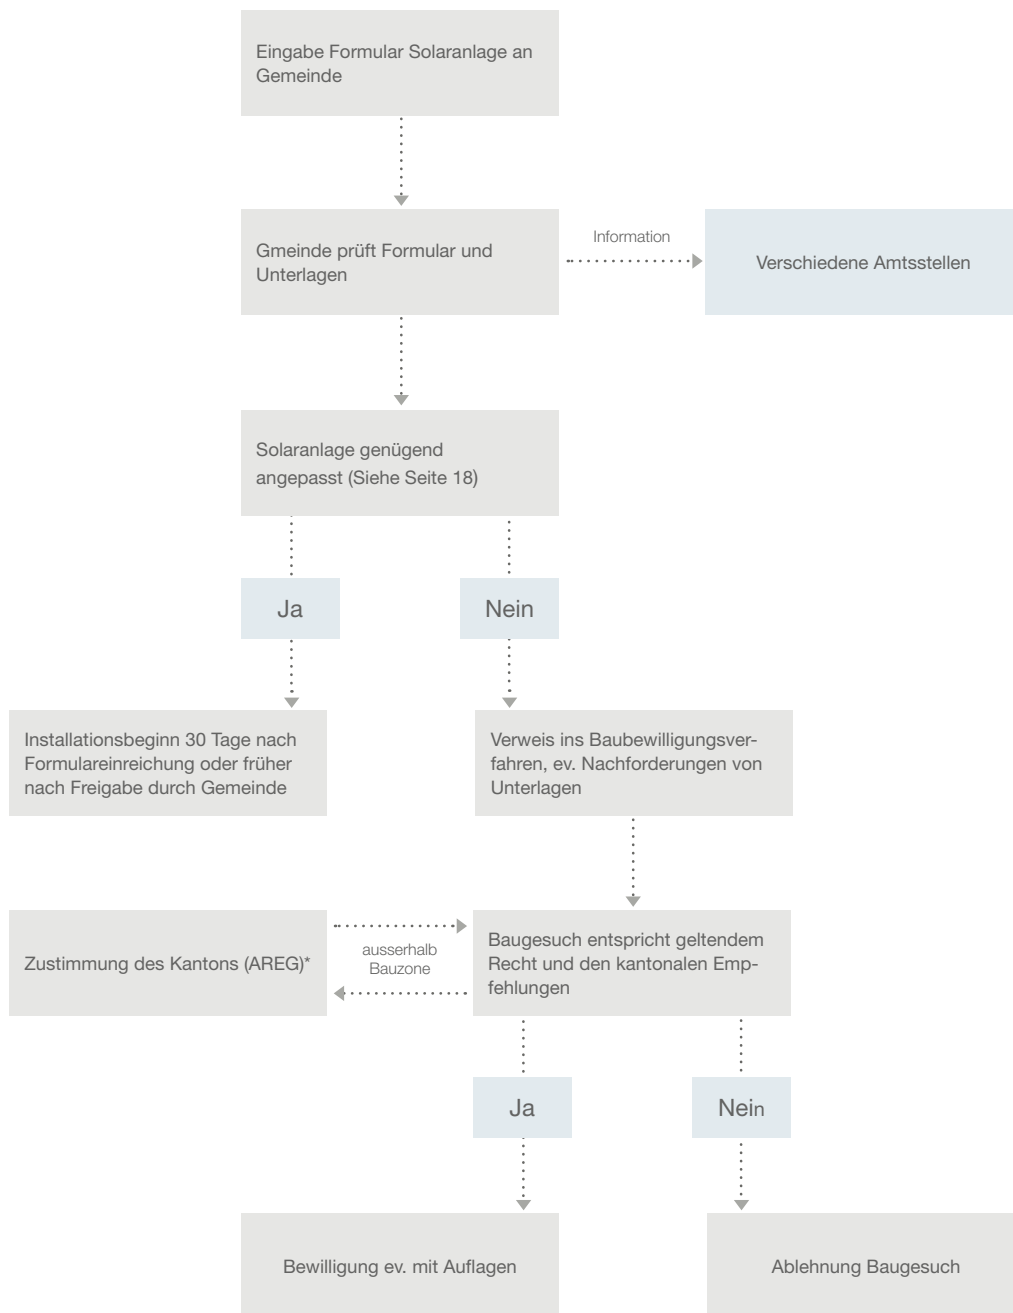 Eingabe Formular Solaranlage an
Gemeinde
Gmeinde prüft Formular und
Unterlagen
Information
Verschiedene Amtsstellen
Solaranlage genügend
angepasst (Siehe Seite 18)
Ja
Nein
Installationsbeginn 30 Tage nach
Formulareinreichung oder früher
nach Freigabe durch Gemeinde
Verweis ins Baubewilligungsver-
fahren, ev. Nachforderungen von
Unterlagen
Zustimmung des Kantons (AREG)*
ausserhalb
Bauzone
Baugesuch entspricht geltendem
Recht und den kantonalen Emp-
fehlungen
Ja
Nein
Bewilligung ev. mit Auflagen
Ablehnung Baugesuch